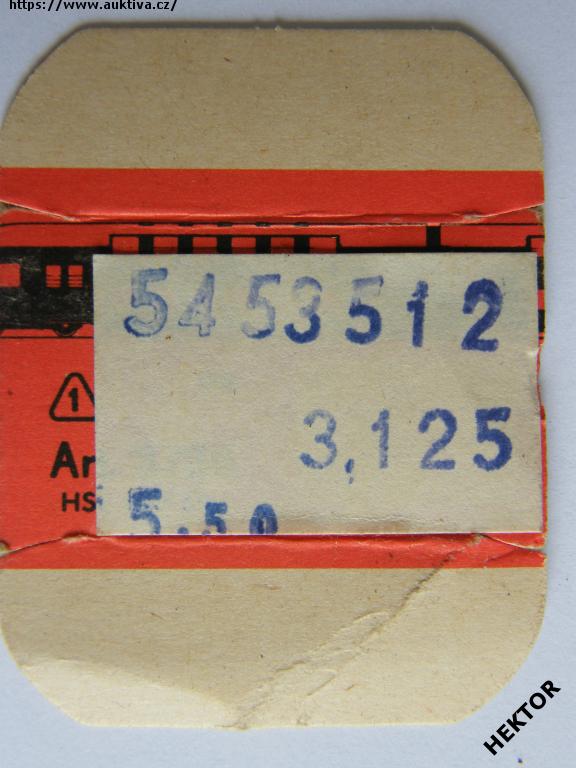 https://www.auktiva.cz/
5453512
1
3,125
Ar
HS
5.50
HEKTOR